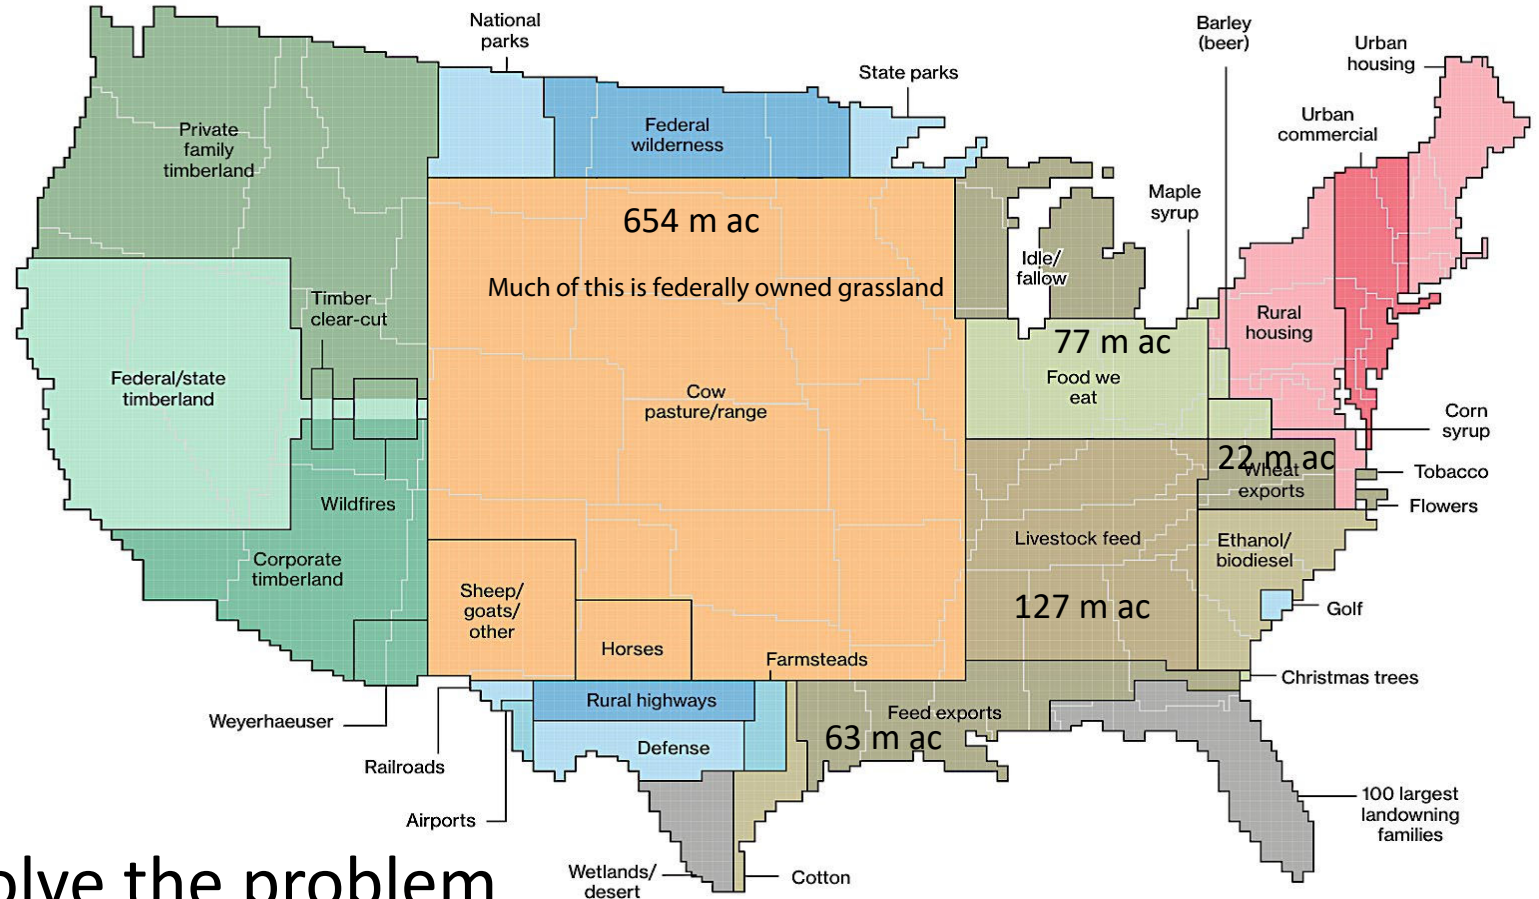 National
parks
Barley
(beer)
Urban
housing
State parks
Urban
commercial
Private
family
timberland
Federal
wilderness
Maple
syrup
654 m ac
Much of this is federally owned grassland
Idle/
fallow
Timber
clear-cut
Rural
housing
77 m ac
Food we
eat
Federal/state
timberland
Cow
pasture/range
Corn
syrup
22 m ac
Wheat
exports
Tobacco
Flowers
Wildfires
Livestock feed
Ethanol/
biodiesel
Corporate
timberland
Sheep/
goats/
other
127 m ac
Golf
Horses
Farmsteads
Christmas trees
Weyerhaeuser
Rural highways
Feed exports
63 m ac
Defense
Railroads
Airports
100 largest
landowning
families
Wetlands/
desert
Cotton
olve the problem